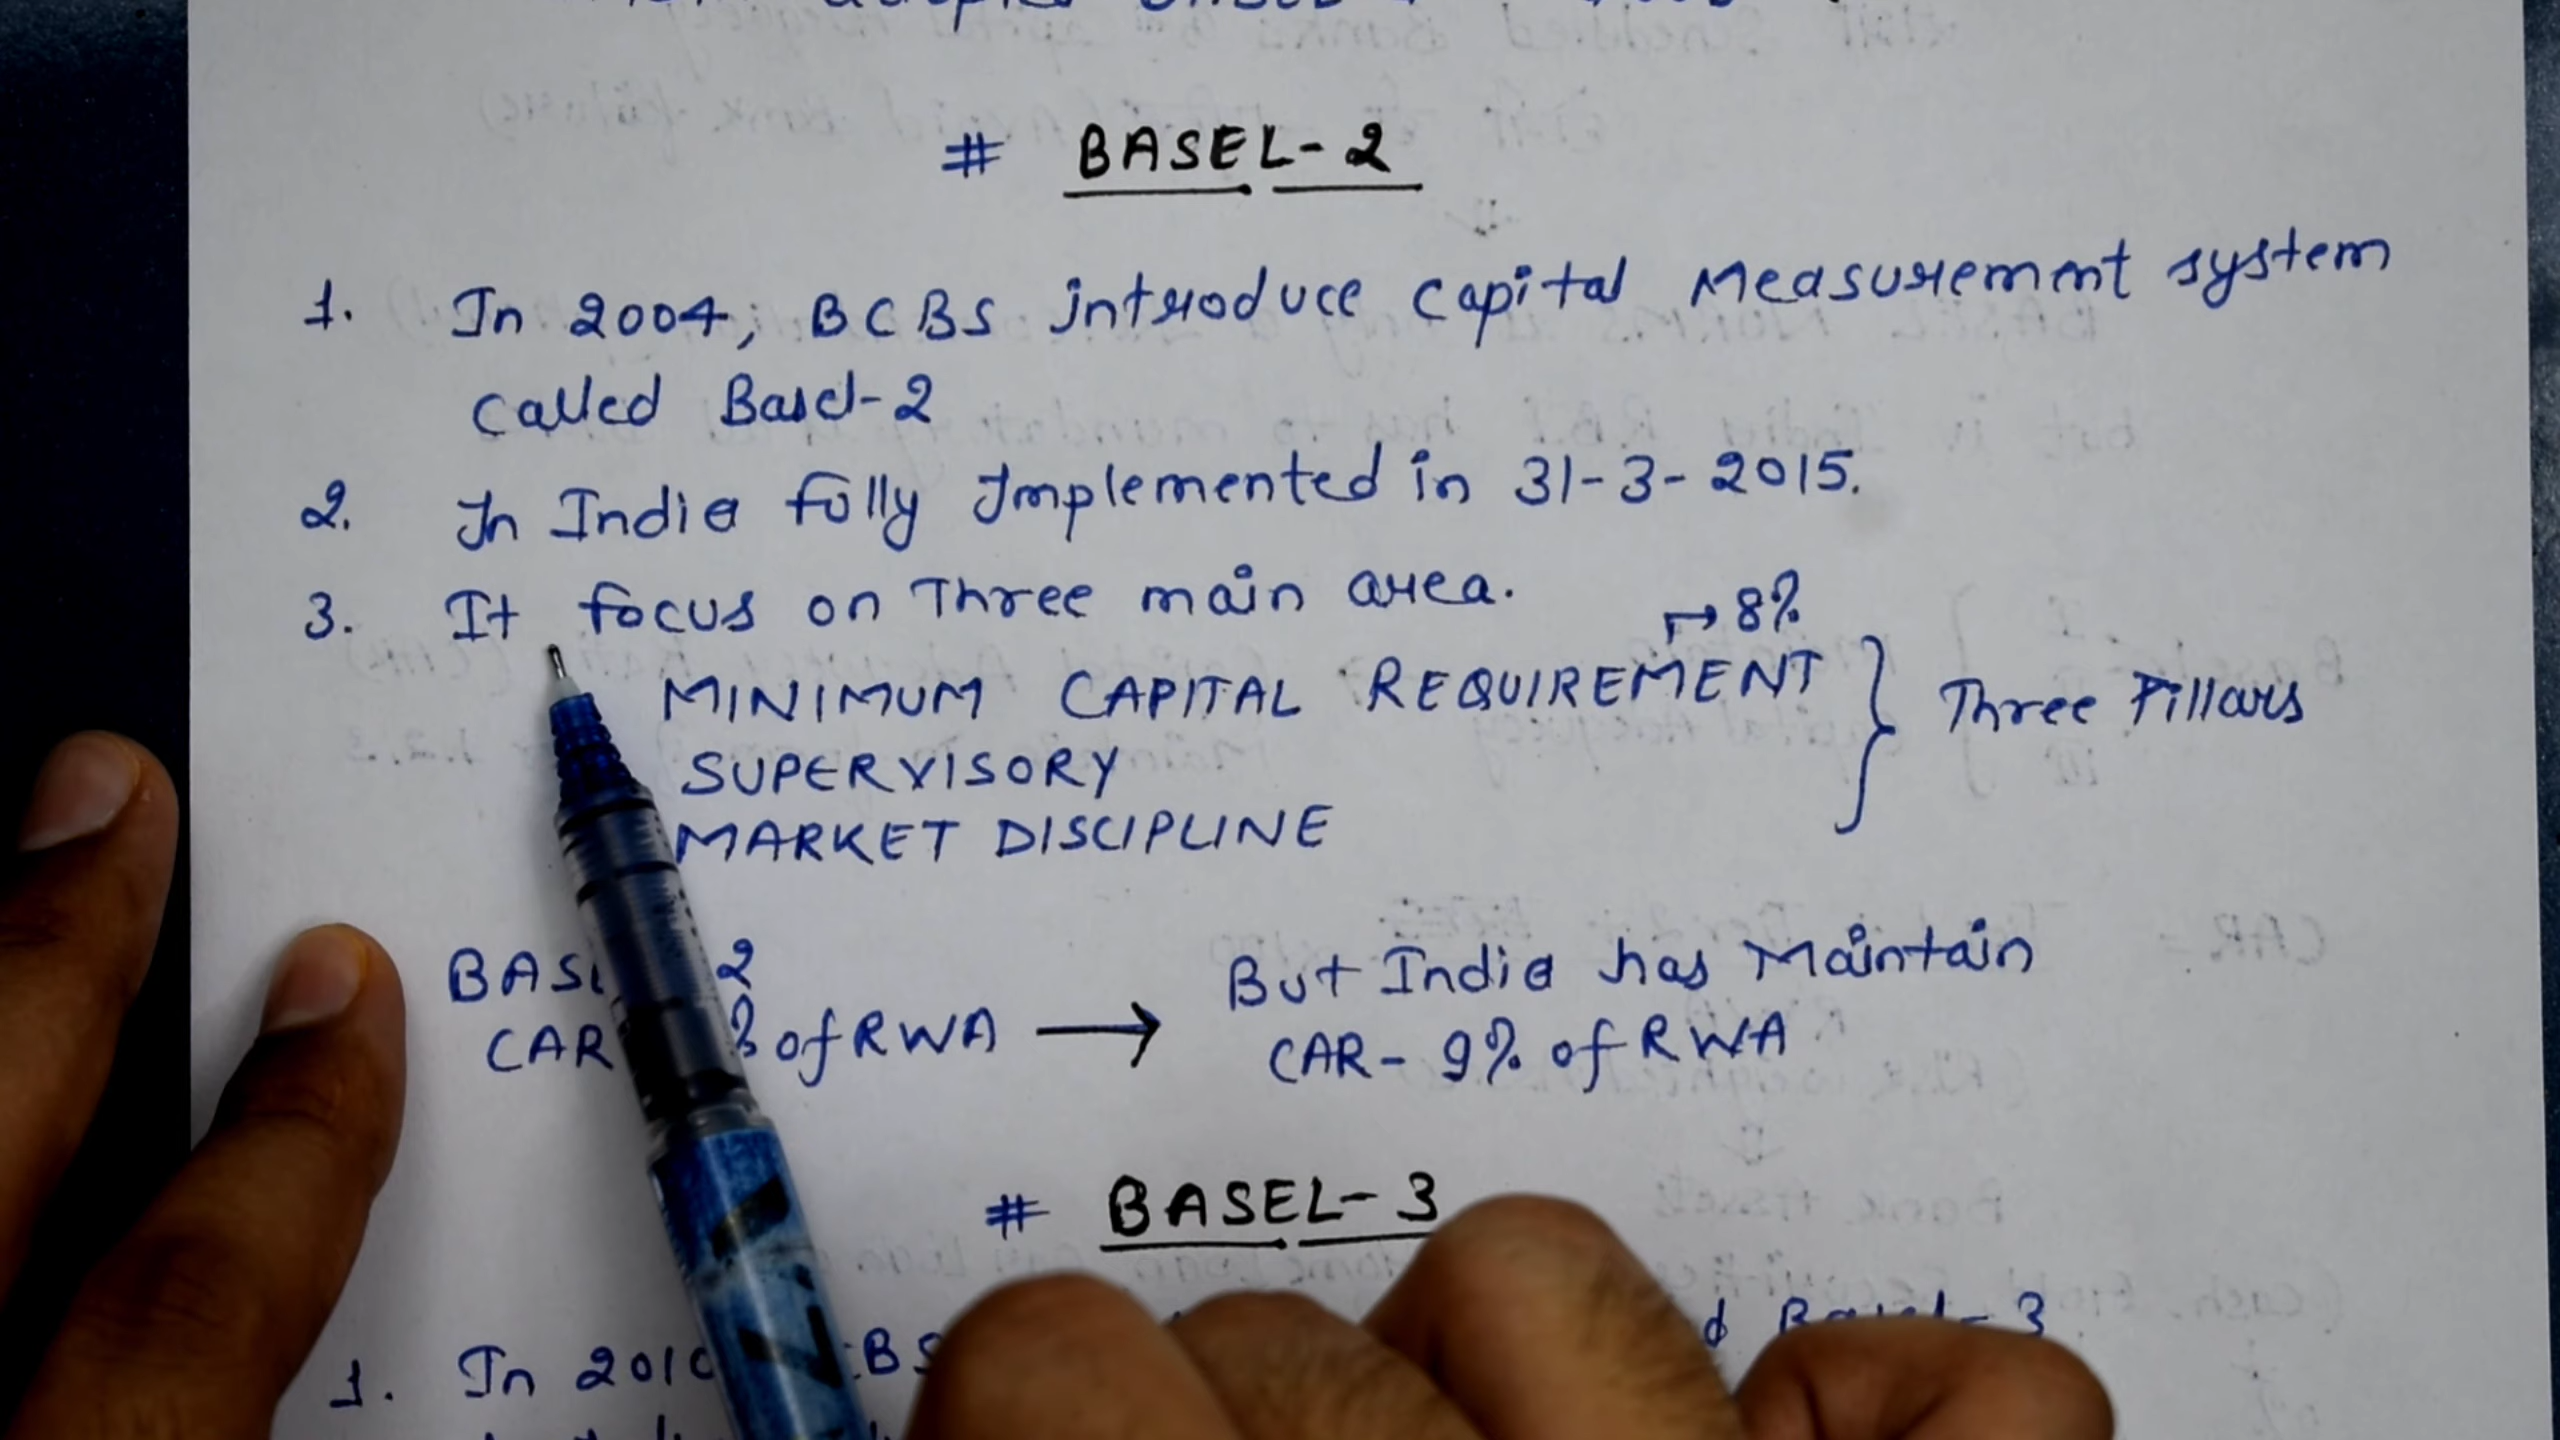 # BASEL-2
1. In 2004, BCBS introduce Capital Measurement system
called Basel-2
2. In India fully Implemented in 31-3-2015.
3. It focus on Three main area.
→ 8%
MINIMUM CAPITAL REQUIREMENT } Three Pillars
SUPERVISORY
MARKET DISCIPLINE
2 But India has Maintain
CAR % of RWA → CAR - 9% of RWA
# BASEL-3
1. In 2010 Basel-3